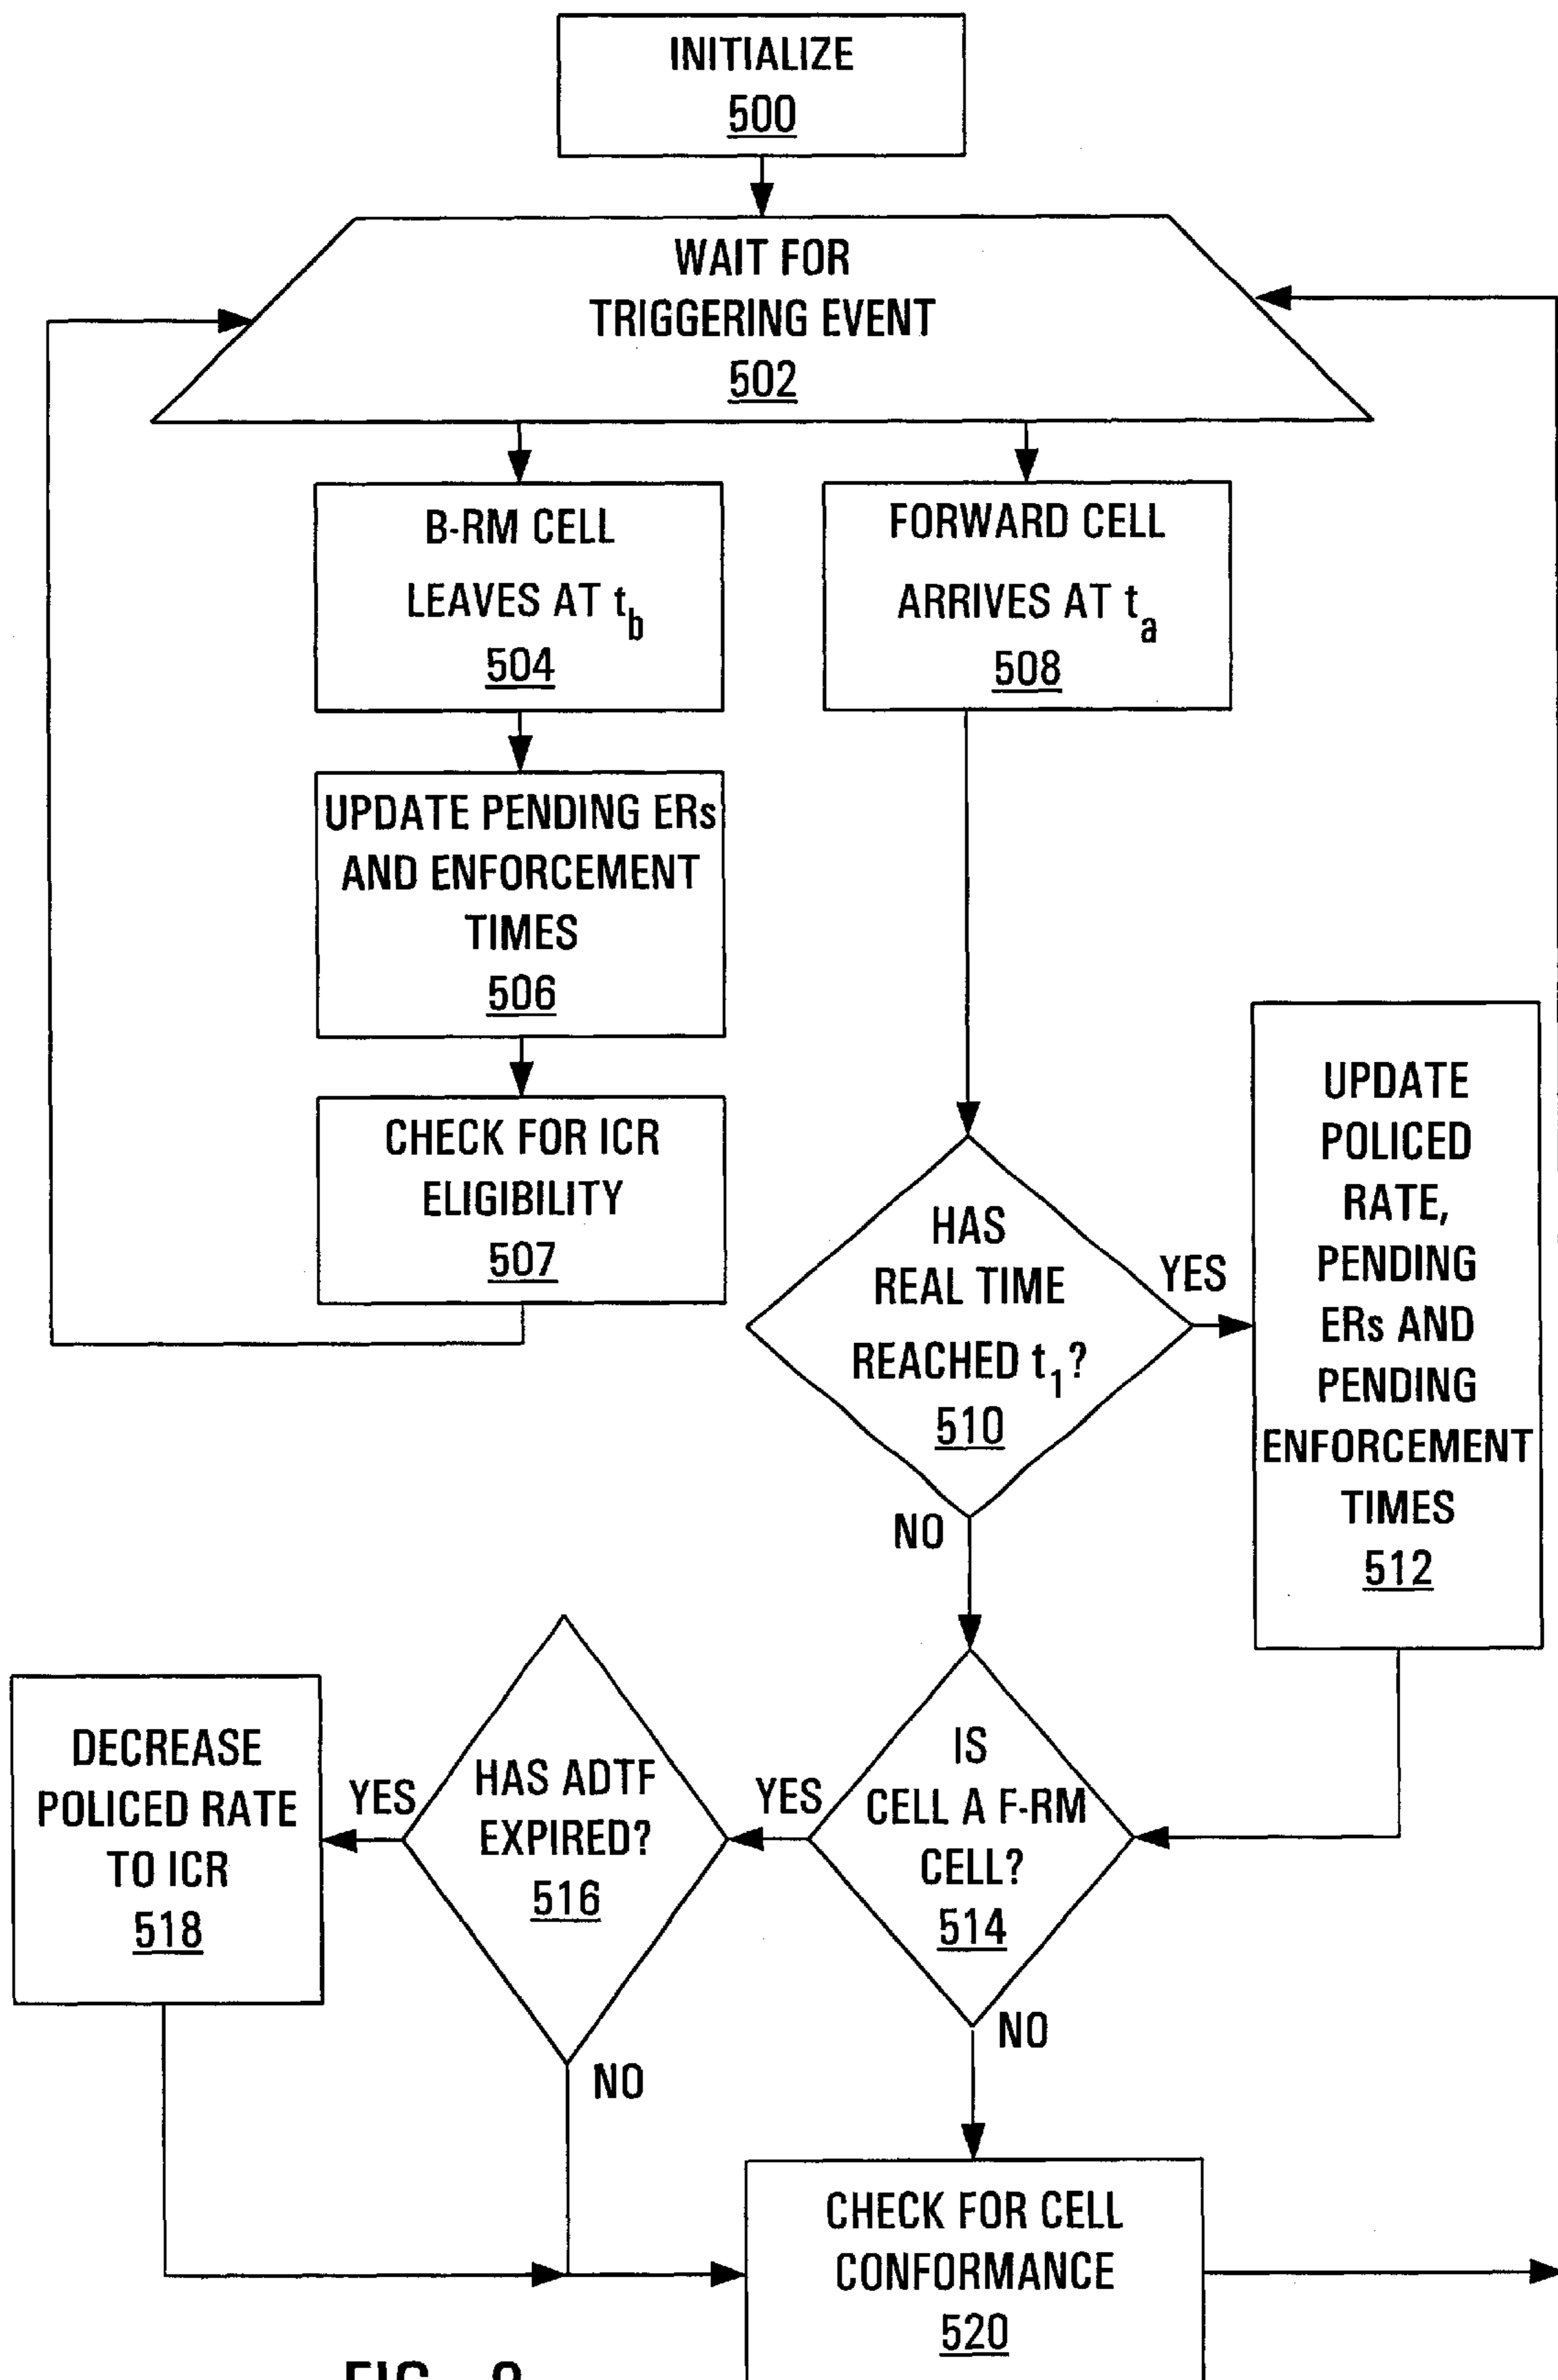 INITIALIZE
500
WAIT FOR
TRIGGERING EVENT
502
B-RM CELL
LEAVES AT tb
504
FORWARD CELL
ARRIVES AT ta
508
UPDATE PENDING ERs
AND ENFORCEMENT
TIMES
506
CHECK FOR ICR
ELIGIBILITY
507
HAS
REAL TIME
REACHED t1?
510
YES
NO
UPDATE
POLICED
RATE,
PENDING
ERs AND
PENDING
ENFORCEMENT
TIMES
512
IS
CELL A F-RM
CELL?
514
YES
NO
HAS ADTF
EXPIRED?
516
YES
NO
DECREASE
POLICED RATE
TO ICR
518
CHECK FOR CELL
CONFORMANCE
520
FIG.